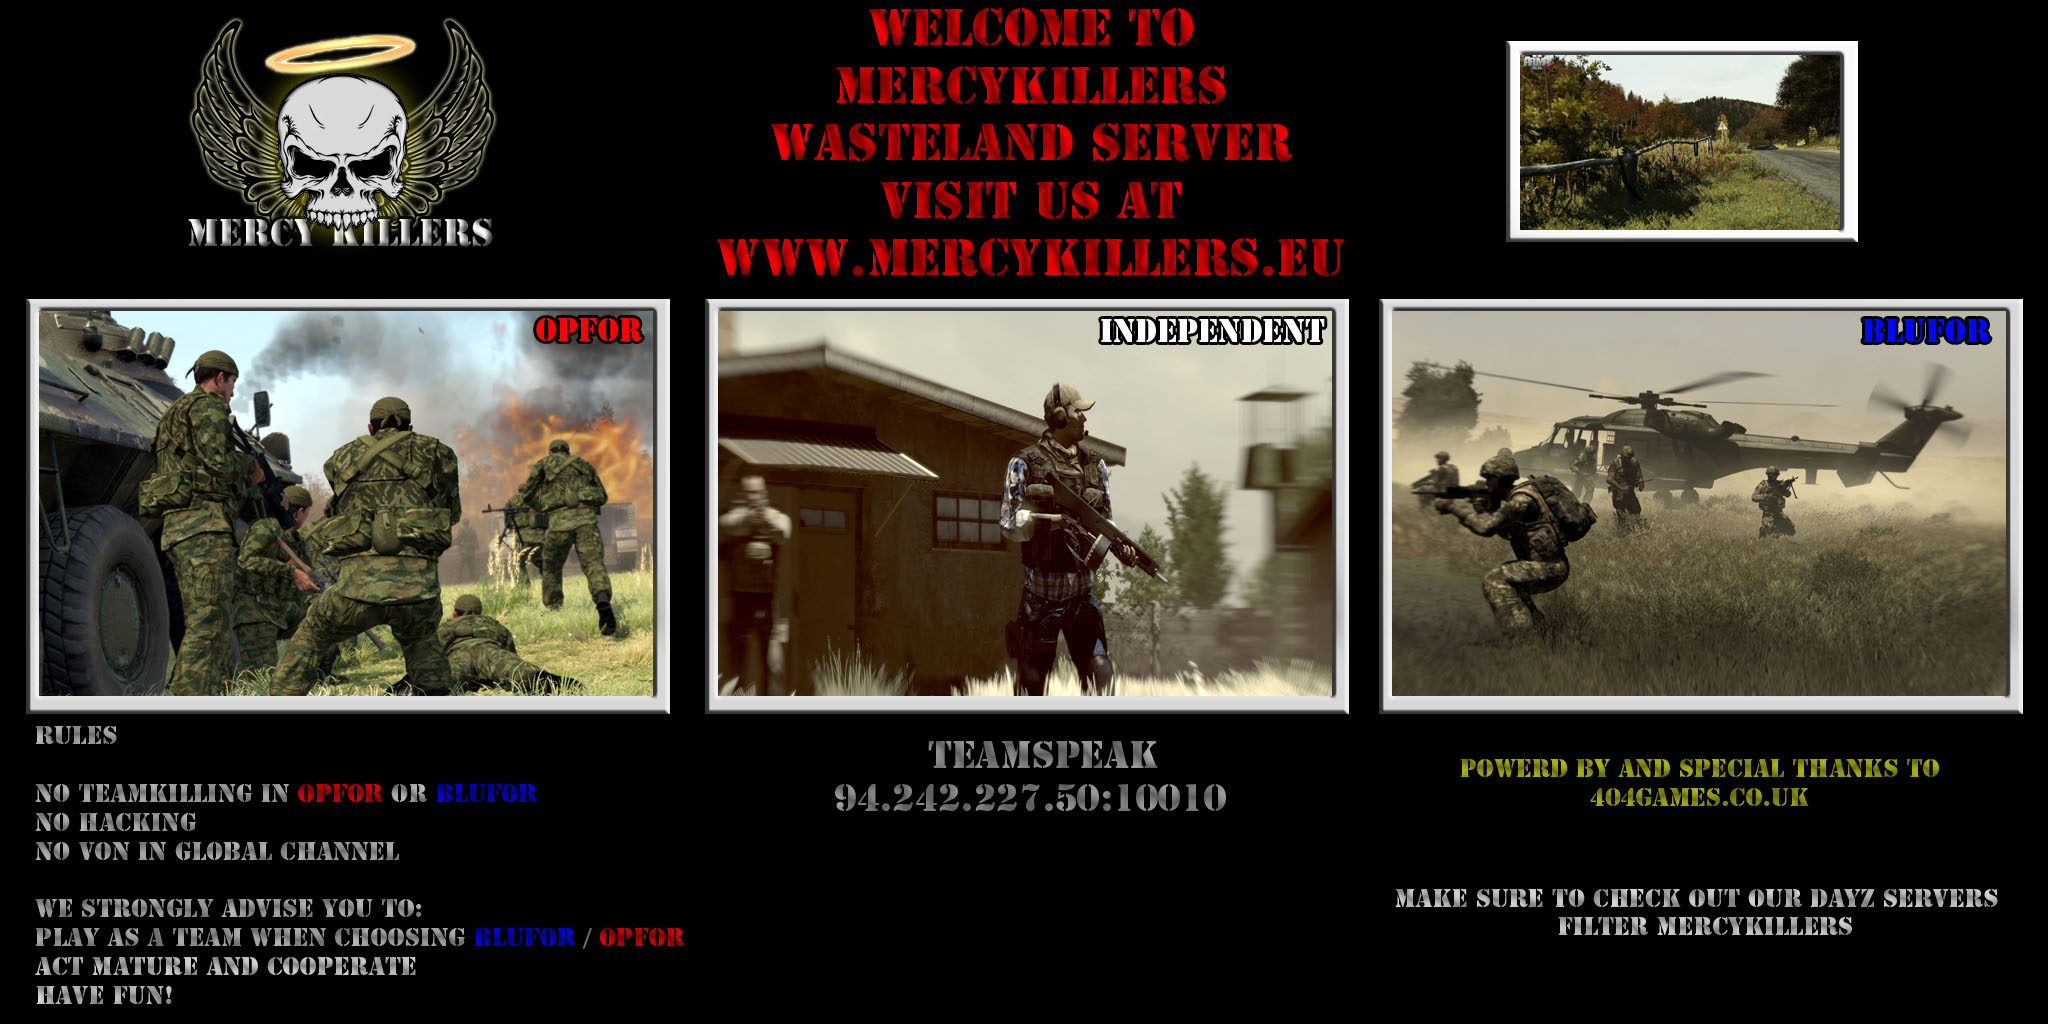 MERCY KILLERS
WELCOME TO
MERCYKILLERS
WASTELAND SERVER
VISIT US AT
WWW.MERCYKILLERS.EU
OPFOR
INDEPENDENT
BLUFOR
RULES
NO TEAMKILLING IN OPFOR OR BLUFOR
NO HACKING
NO VON IN GLOBAL CHANNEL
WE STRONGLY ADVISE YOU TO:
PLAY AS A TEAM WHEN CHOOSING BLUFOR / OPFOR
ACT MATURE AND COOPERATE
HAVE FUN!
TEAMSPEAK
94.242.227.50:10010
POWERD BY AND SPECIAL THANKS TO
404GAMES.CO.UK
MAKE SURE TO CHECK OUT OUR DAYZ SERVERS
FILTER MERCYKILLERS